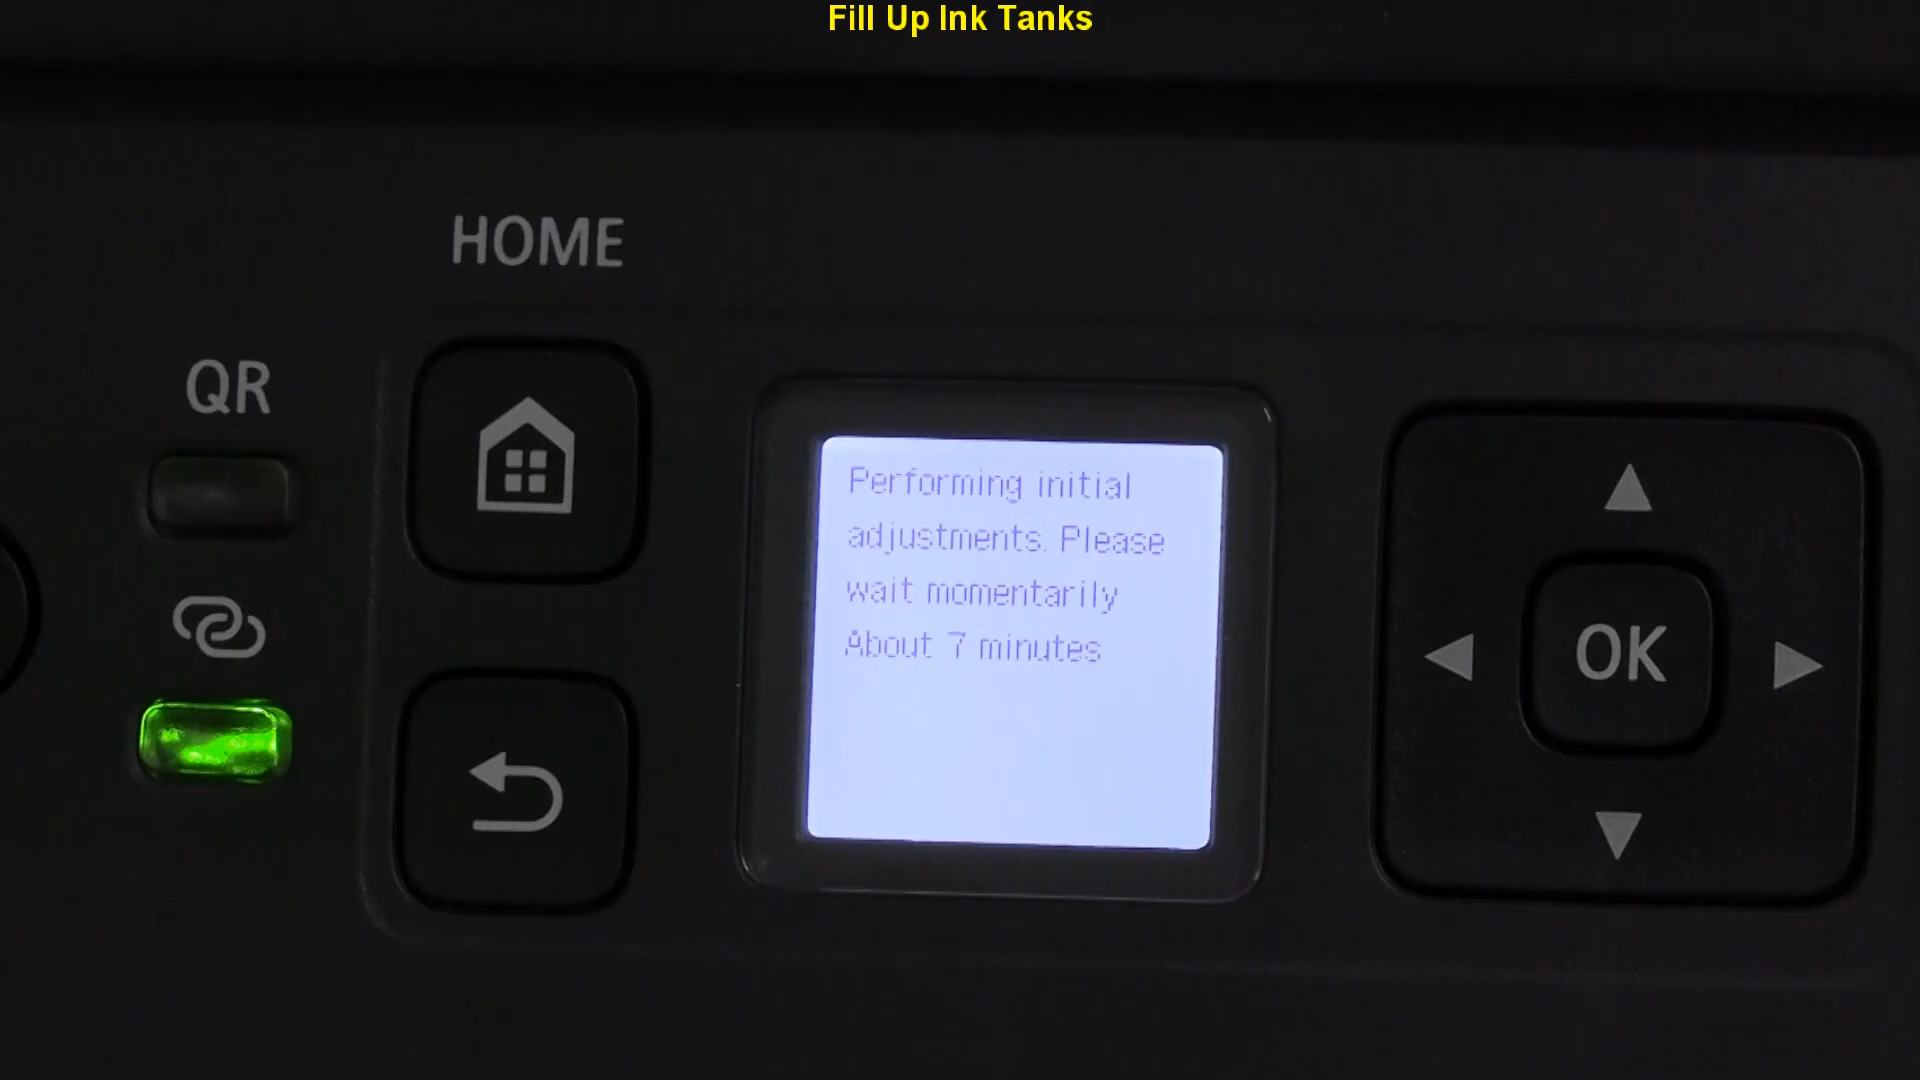 Fill Up Ink Tanks
HOME
QR
Performing initial
adjustments. Please
wait momentarily
About 7 minutes
OK